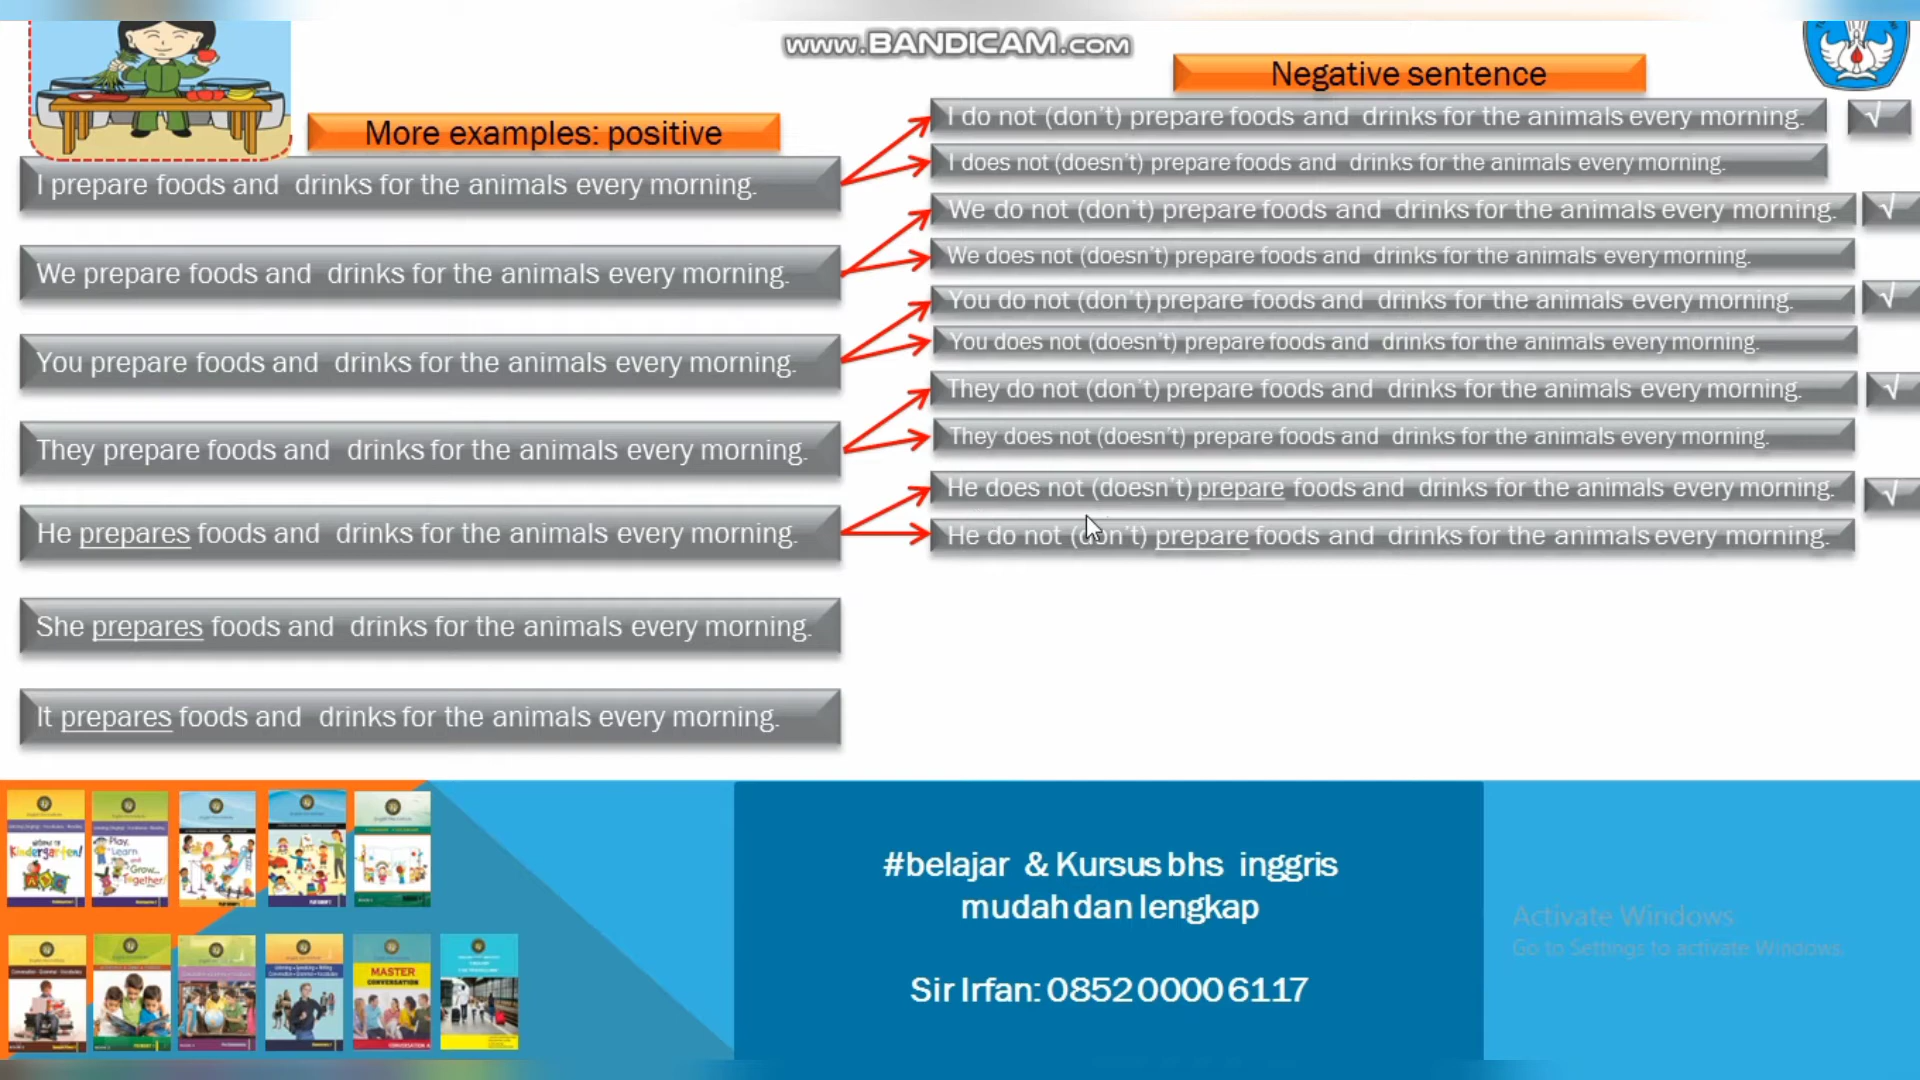 www.BANDICAM.com
More examples: positive
I prepare foods and drinks for the animals every morning.
We prepare foods and drinks for the animals every morning.
You prepare foods and drinks for the animals every morning.
They prepare foods and drinks for the animals every morning.
He prepares foods and drinks for the animals every morning.
She prepares foods and drinks for the animals every morning.
It prepares foods and drinks for the animals every morning.
Negative sentence
I do not (don't) prepare foods and drinks for the animals every morning. √
I does not (doesn't) prepare foods and drinks for the animals every morning.
We do not (don't) prepare foods and drinks for the animals every morning. √
We does not (doesn't) prepare foods and drinks for the animals every morning.
You do not (don't) prepare foods and drinks for the animals every morning. √
You does not (doesn't) prepare foods and drinks for the animals every morning.
They do not (don't) prepare foods and drinks for the animals every morning. √
They does not (doesn't) prepare foods and drinks for the animals every morning.
He does not (doesn't) prepare foods and drinks for the animals every morning. √
He do not (don't) prepare foods and drinks for the animals every morning.
Kindergarten!
ABC
Play,
Learn
and
Grow...
Together!
MASTER
CONVERSATION
#belajar & Kursus bhs inggris
mudah dan lengkap
Sir Irfan: 0852 0000 6117
Activate Windows
Go to Settings to activate Windows.